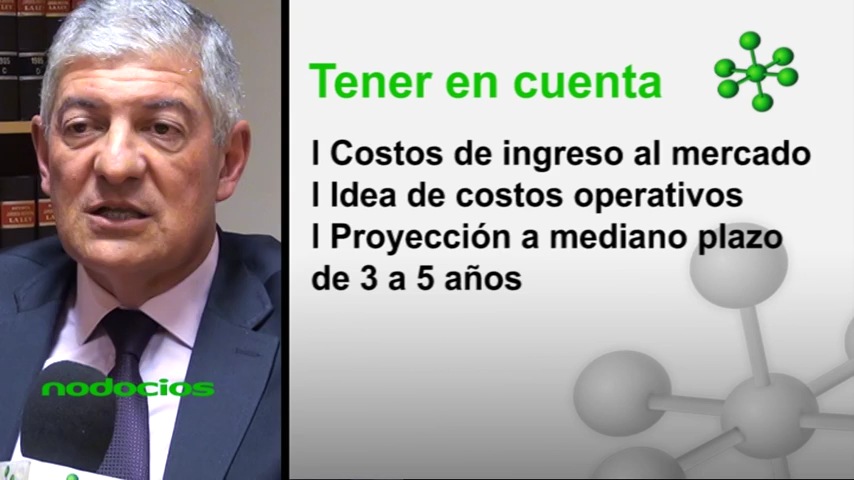 Tener en cuenta
l Costos de ingreso al mercado
l Idea de costos operativos
l Proyección a mediano plazo
de 3 a 5 años
nodocios